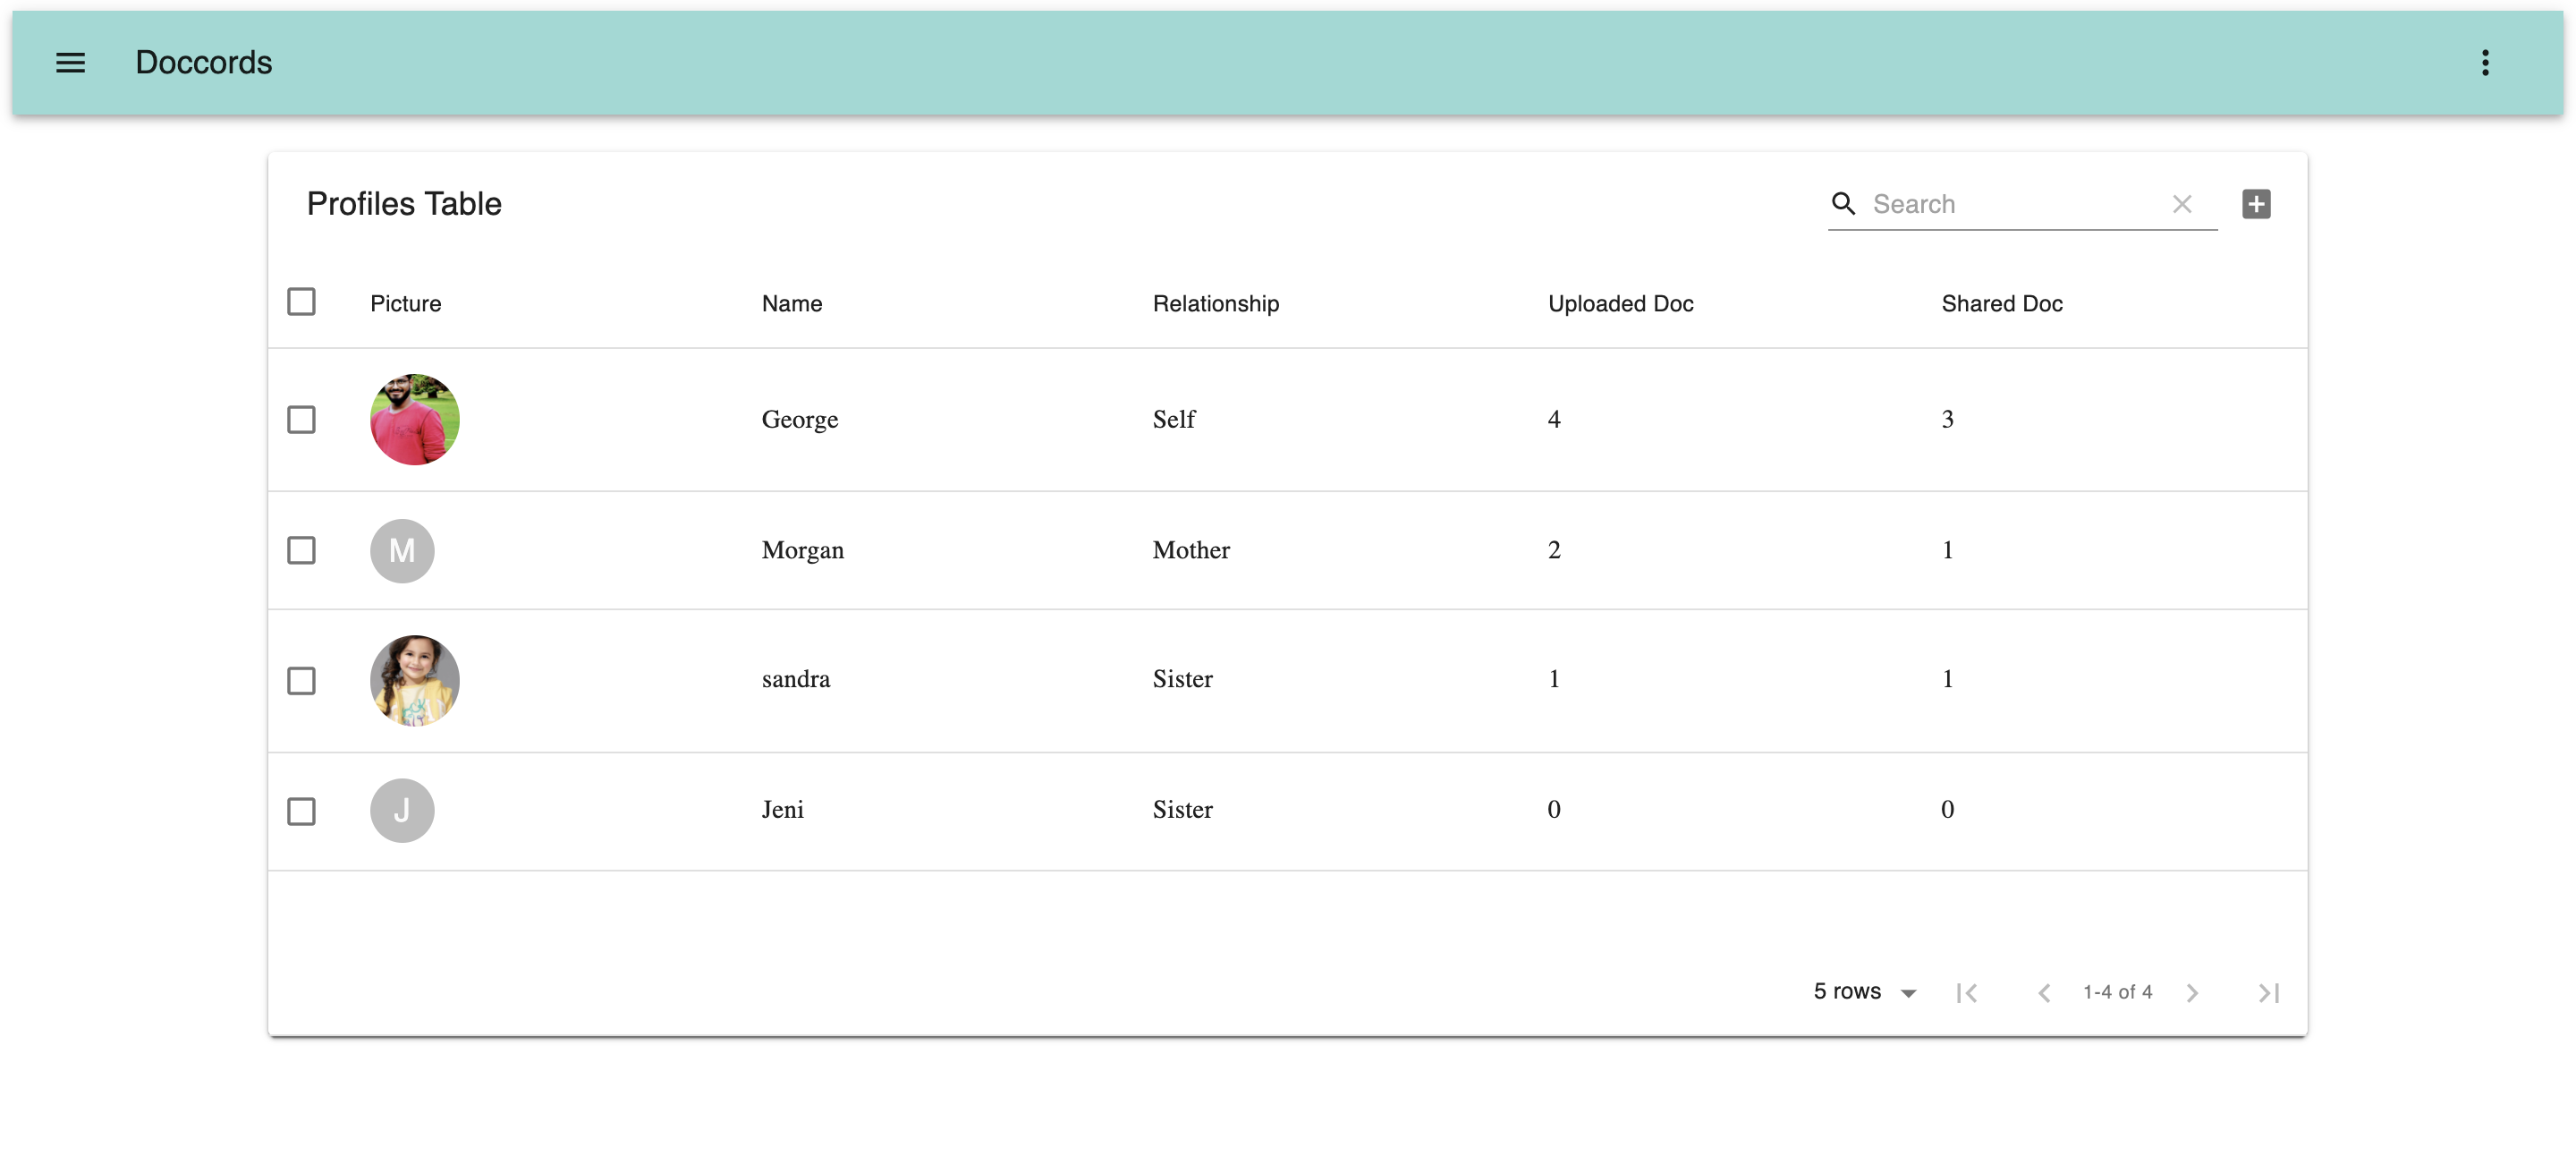 Doccords
Profiles Table
Search
Picture Name Relationship Uploaded Doc Shared Doc
George Self 4 3
M Morgan Mother 2 1
sandra Sister 1 1
J Jeni Sister 0 0
5 rows 1-4 of 4